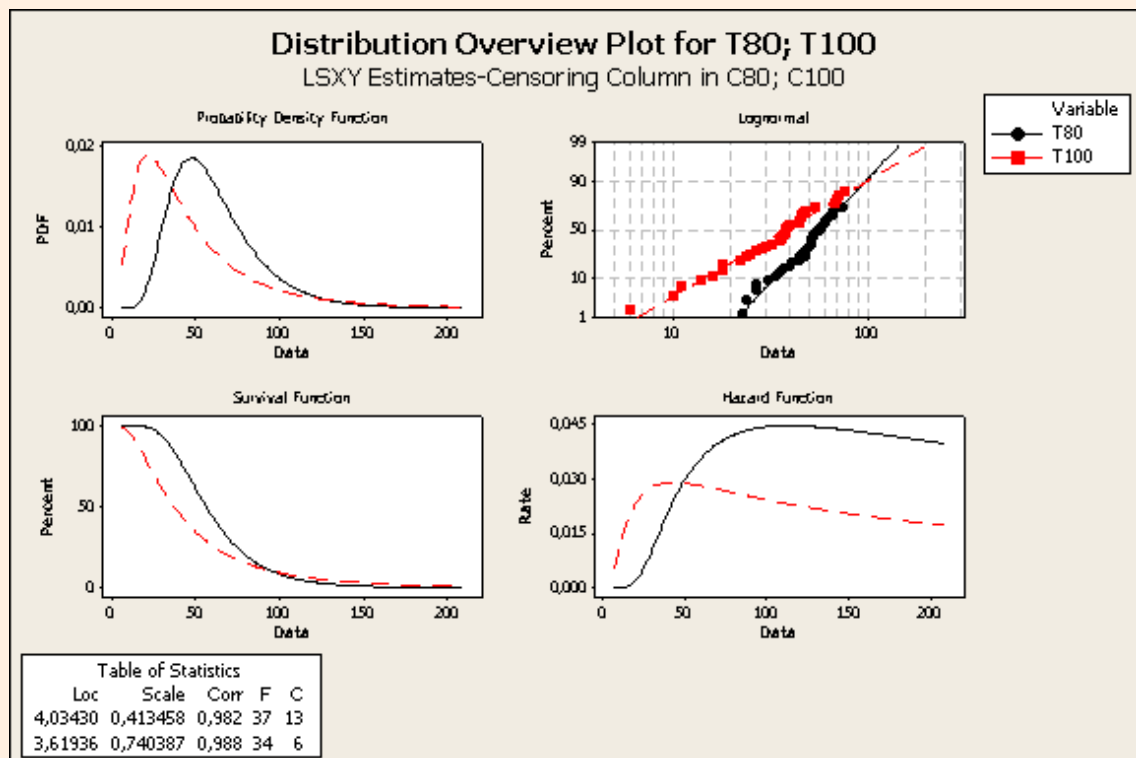 Distribution Overview Plot for T80; T100
LSXY Estimates-Censoring Column in C80; C100
Probability Density Function
0,02
0,01
0,00
PDF
0 50 100 150 200
Data
Lognormal
99
90
50
10
1
Percent
10 100
Data
Variable
T80
T100
Survival Function
100
50
0
Percent
0 50 100 150 200
Data
Hazard Function
0,045
0,030
0,015
0,000
Rate
0 50 100 150 200
Data
Table of Statistics
Loc Scale Corr F C
4,03430 0,413458 0,982 37 13
3,61936 0,740387 0,988 34 6